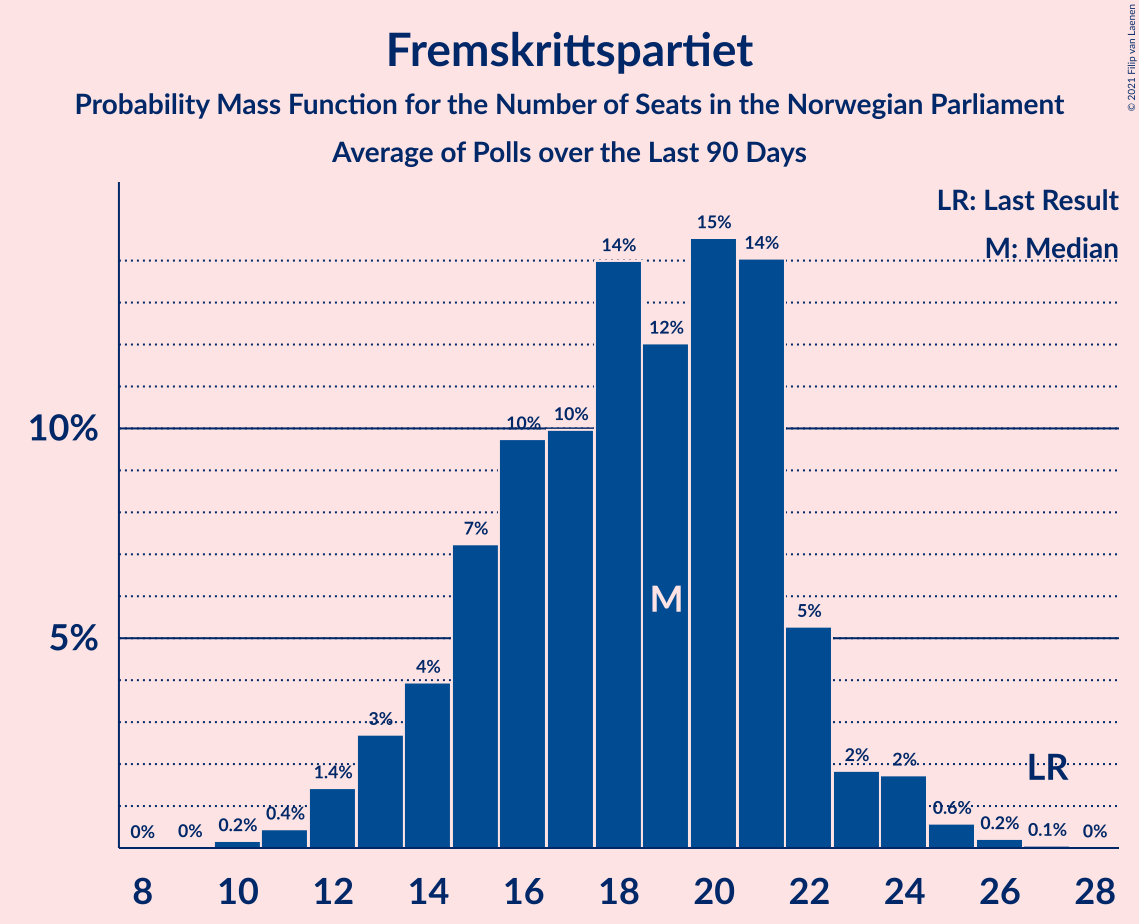 Fremskrittspartiet
Probability Mass Function for the Number of Seats in the Norwegian Parliament
Average of Polls over the Last 90 Days
© 2021 Filip van Laenen
LR: Last Result
M: Median
10%
5%
0% 0% 0.2% 0.4% 1.4% 3% 4% 7% 10% 10% 14% 12% 15% 14% 5% 2% 2% 0.6% 0.2% 0.1% 0%
M
LR
8 10 12 14 16 18 20 22 24 26 28